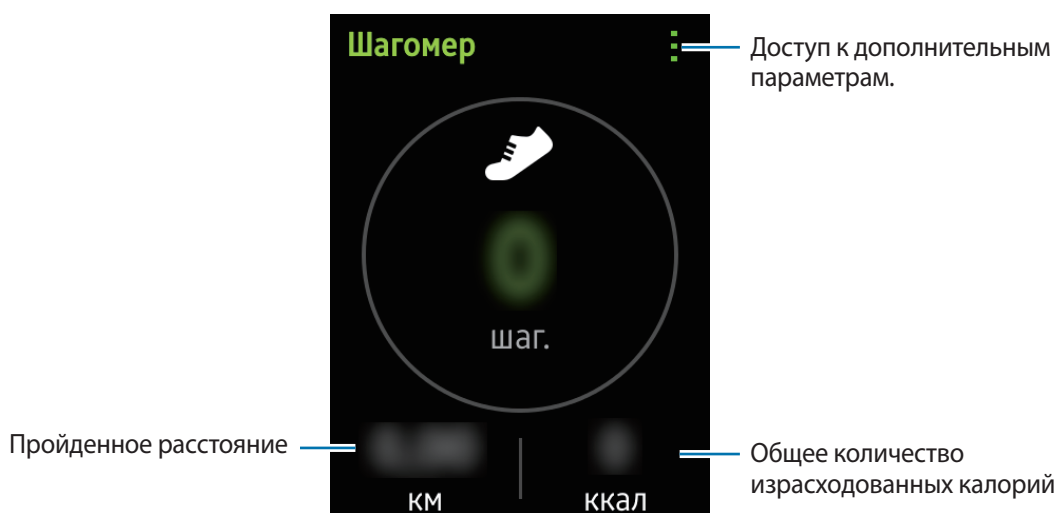 Шагомер
Доступ к дополнительным
параметрам.
шаг.
Пройденное расстояние
км
ккал
Общее количество
израсходованных калорий